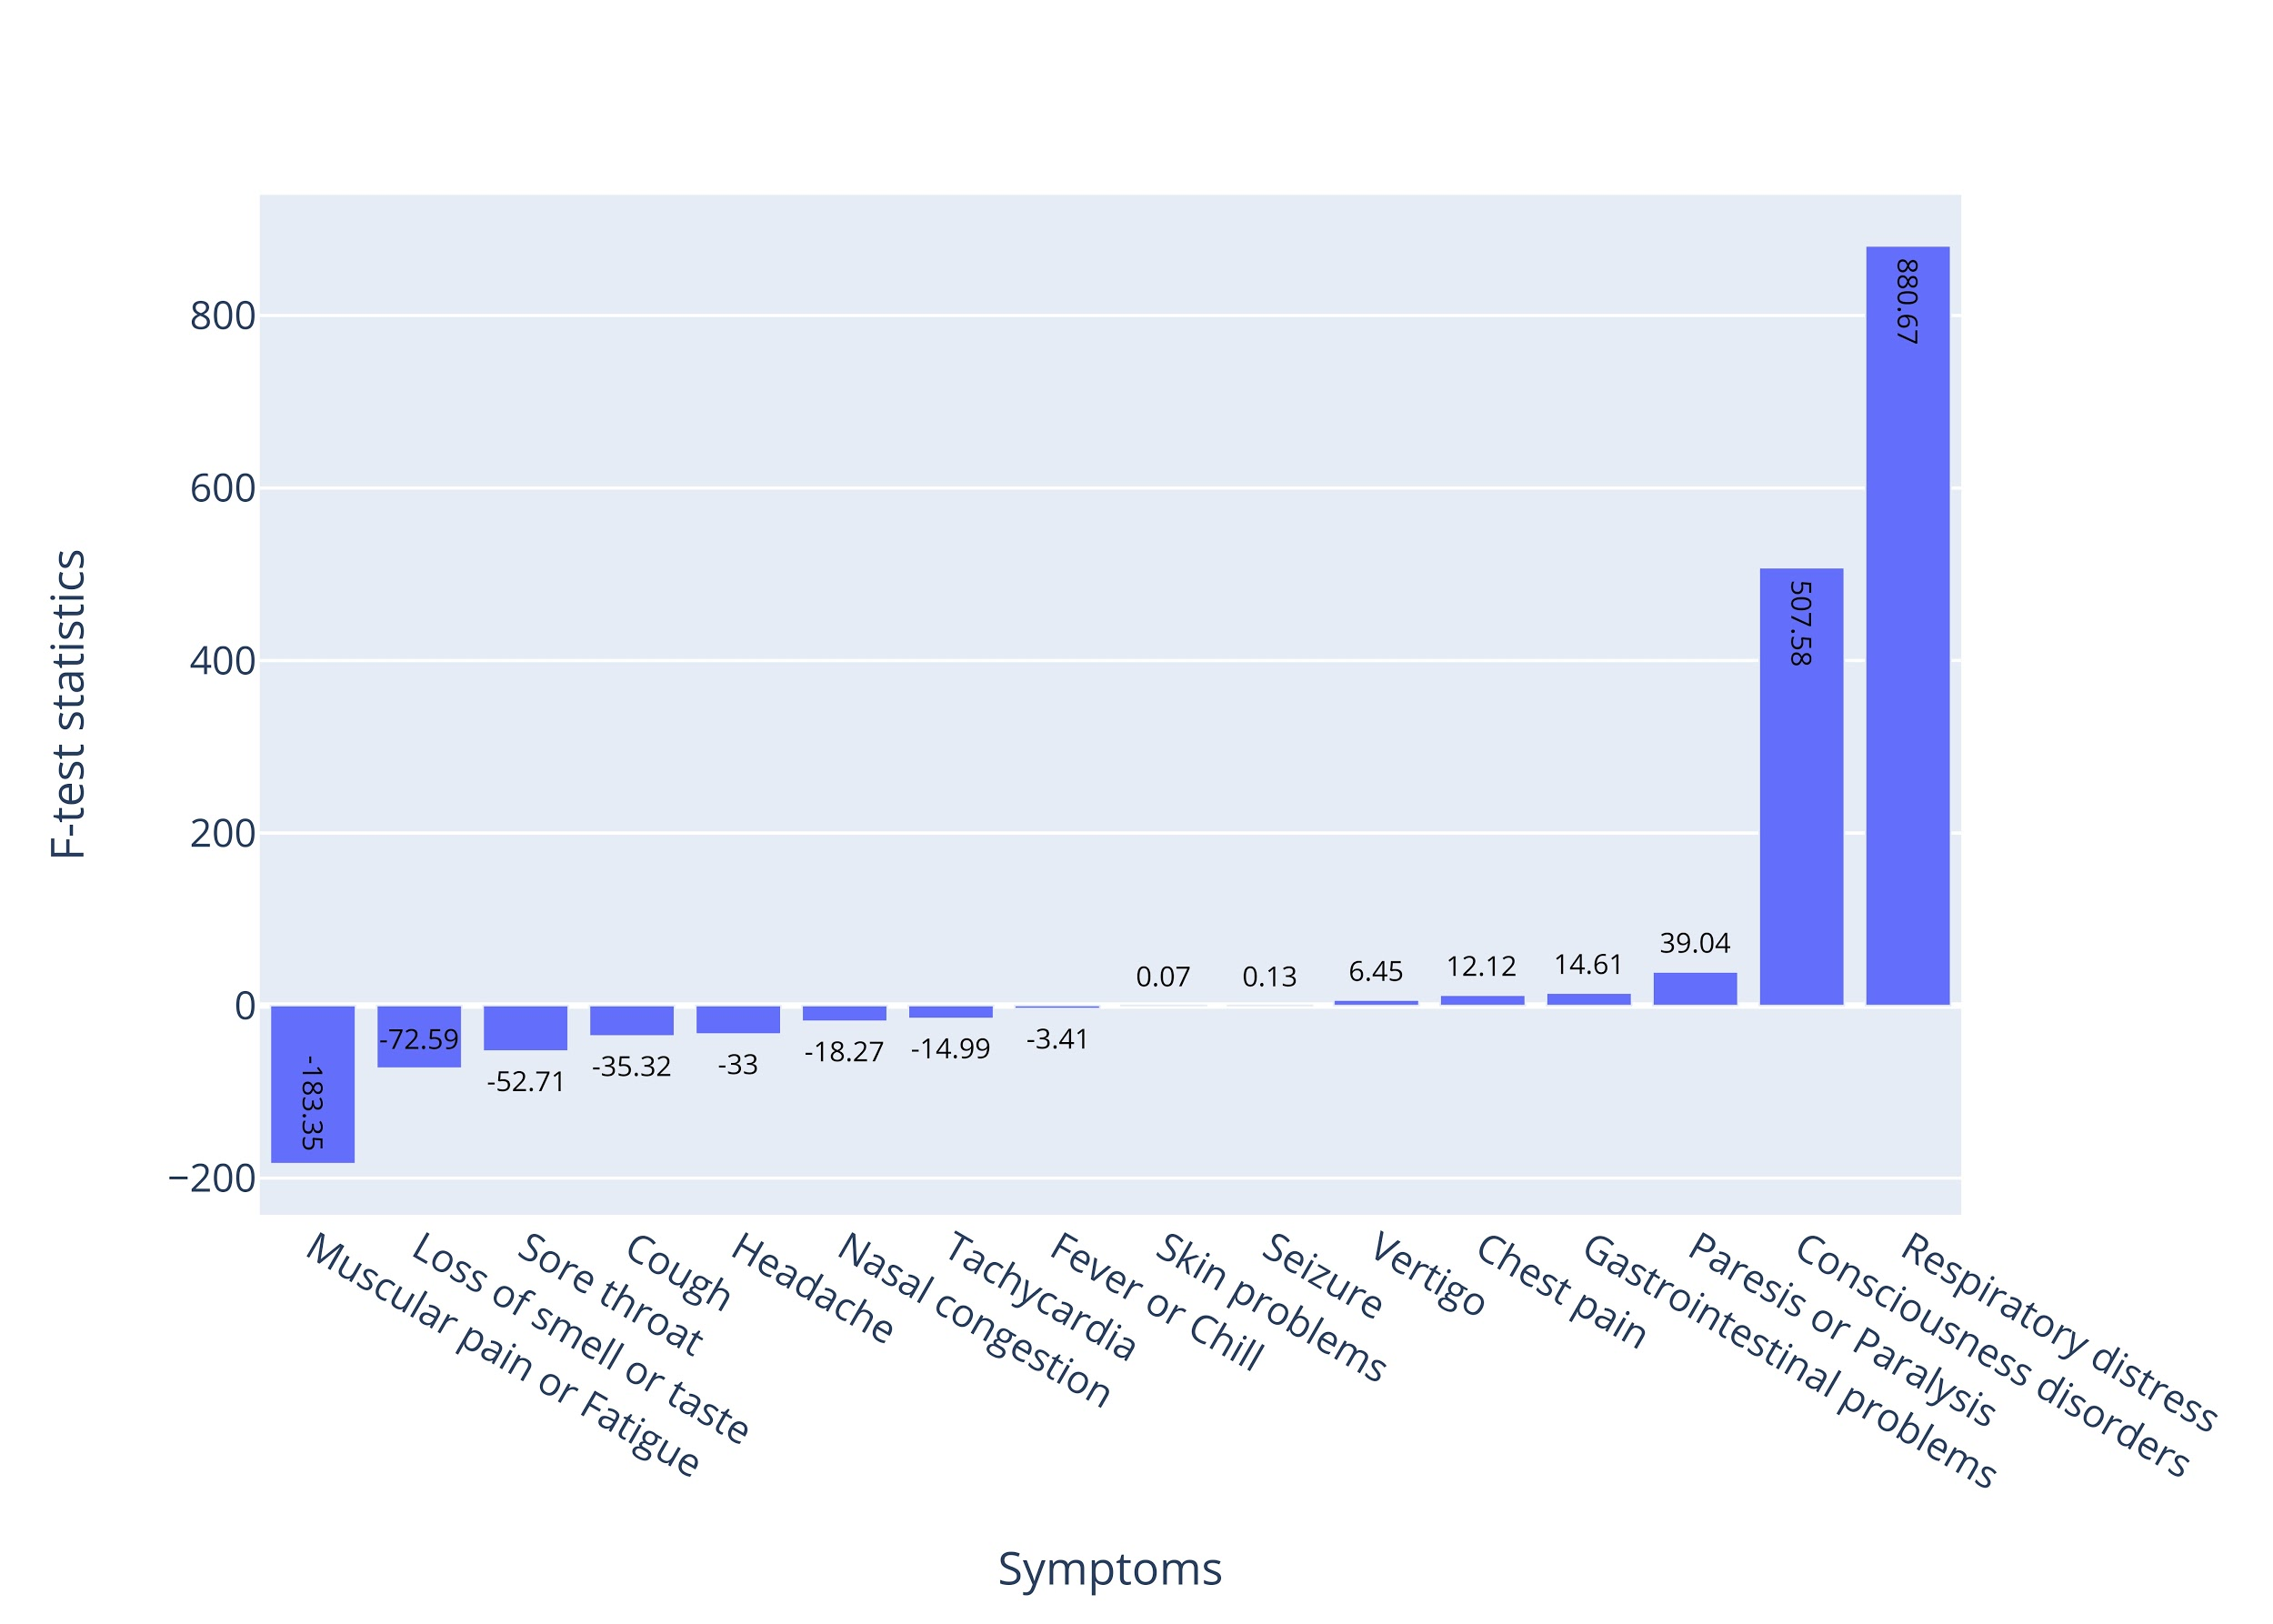 800
600
400
200
0
−200
F-test statistics
-183.35
-72.59
-52.71
-35.32
-33
-18.27
-14.99
-3.41
0.07
0.13
6.45
12.12
14.61
39.04
507.58
880.67
Muscular pain or Fatigue
Loss of smell or taste
Sore throat
Cough
Headache
Nasal congestion
Tachycardia
Fever or Chill
Skin problems
Seizure
Vertigo
Chest pain
Gastrointestinal problems
Paresis or Paralysis
Consciousness disorders
Respiratory distress
Symptoms